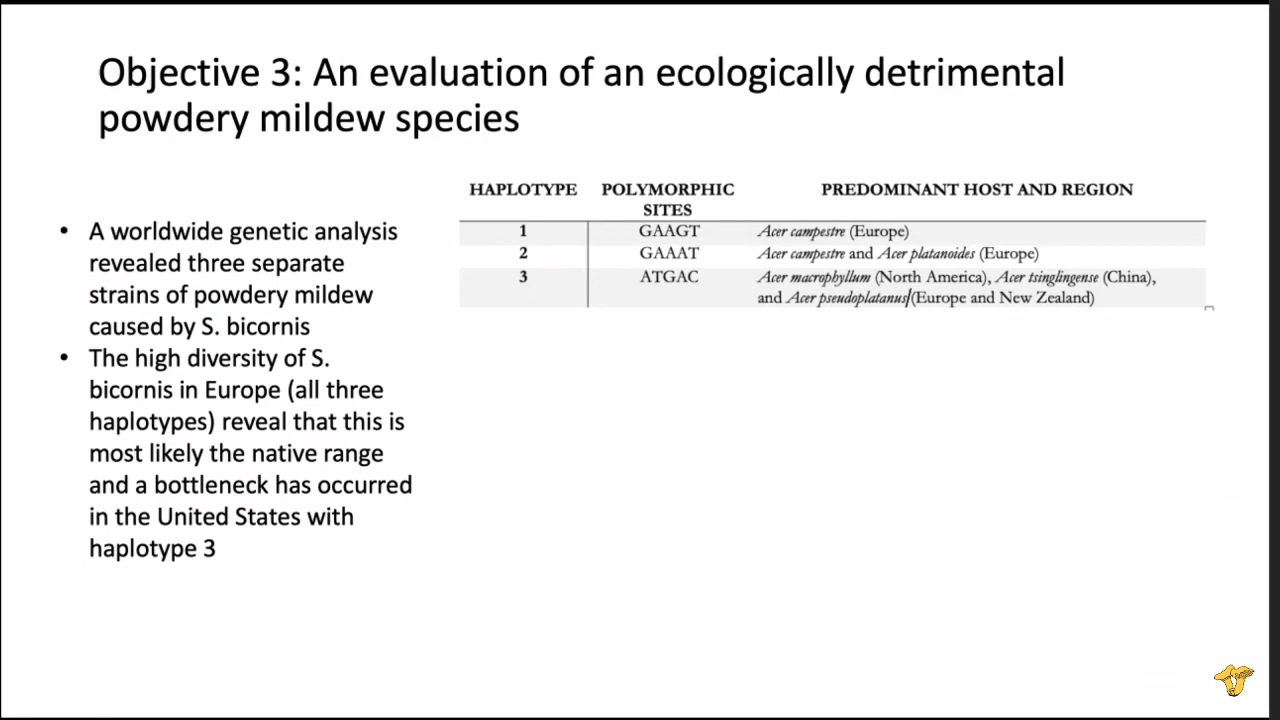 Objective 3: An evaluation of an ecologically detrimental
powdery mildew species
• A worldwide genetic analysis
revealed three separate
strains of powdery mildew
caused by S. bicornis
• The high diversity of S.
bicornis in Europe (all three
haplotypes) reveal that this is
most likely the native range
and a bottleneck has occurred
in the United States with
haplotype 3
HAPLOTYPE POLYMORPHIC SITES PREDOMINANT HOST AND REGION
1 GAAGT Acer campestre (Europe)
2 GAAAT Acer campestre and Acer platanoides (Europe)
3 ATGAC Acer macrophyllum (North America), Acer tsinglingense (China),
and Acer pseudoplatanus (Europe and New Zealand)